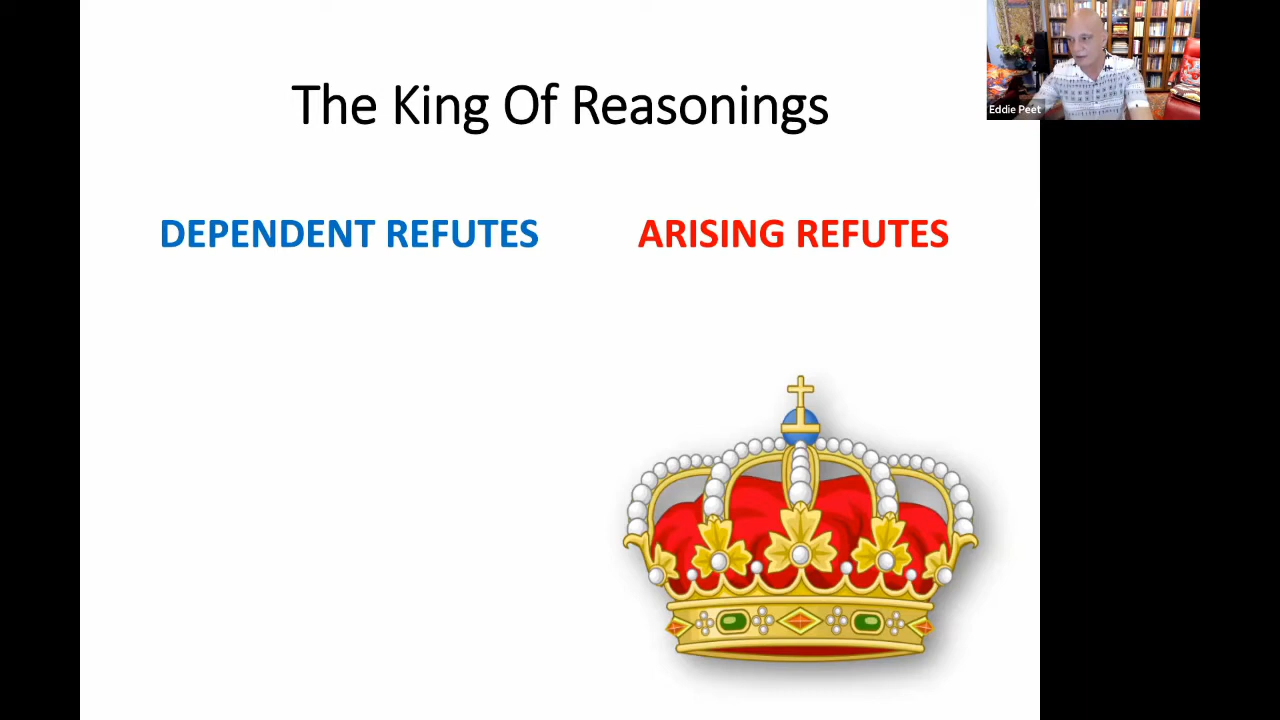 The King Of Reasonings
Eddie Peet
DEPENDENT REFUTES
ARISING REFUTES